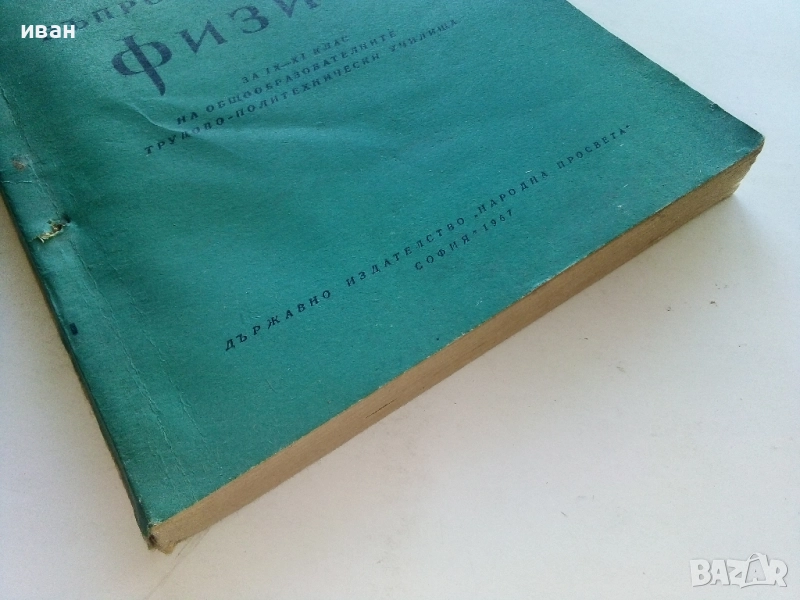 иван
ФИЗИ
ЗА IX–XI КЛАС
НА ОБЩООБРАЗОВАТЕЛНИТЕ
ТРУДОВО-ПОЛИТЕХНИЧЕСКИ УЧИЛИЩА
ДЪРЖАВНО ИЗДАТЕЛСТВО „НАРОДНА ПРОСВЕТА"
СОФИЯ * 1967
BAZAR